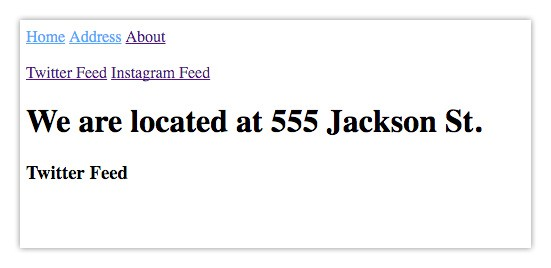 Home Address About
Twitter Feed Instagram Feed
We are located at 555 Jackson St.
Twitter Feed